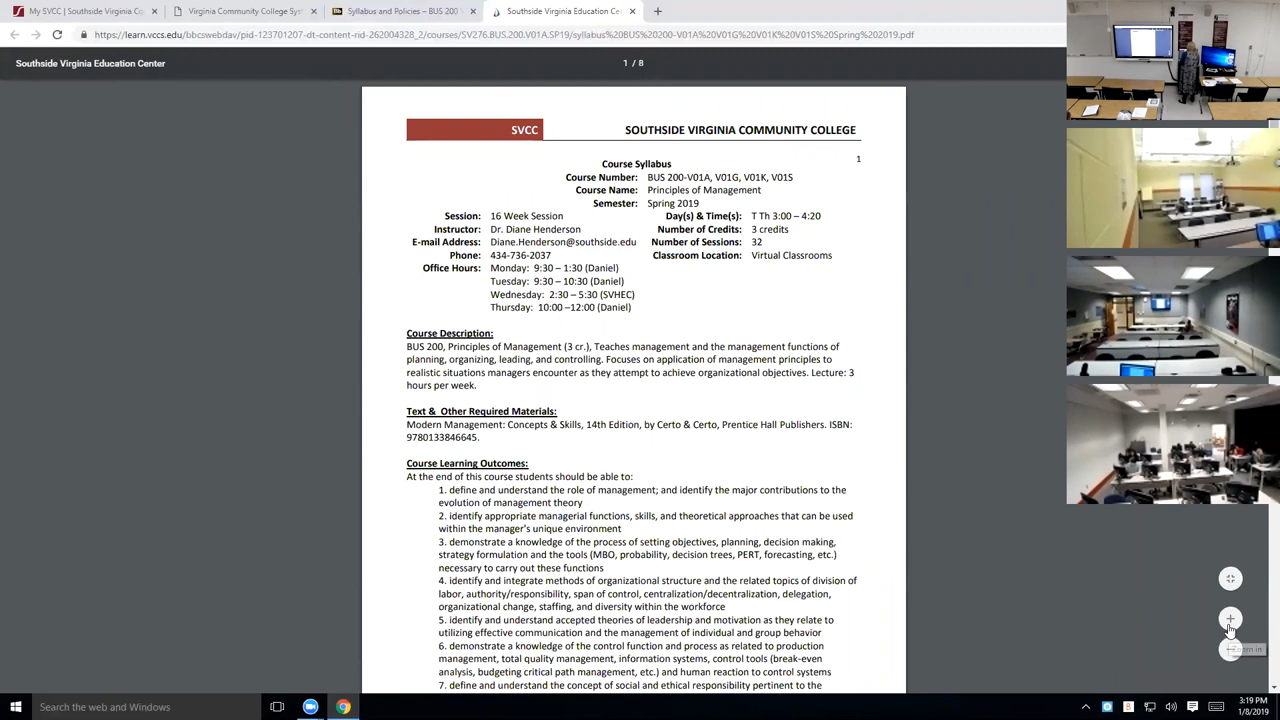 My SVCC | Southside Virginia Co
Virginia Community College Sys
Syllabus and Policies – BUS 200
Southside Virginia Education Cen
https://learn.vccs.edu/bbcswebdav/pid-123701207-dt-content-rid-262004328_2/courses/
Southside Virginia Education Center
1 / 8
SVCC
SOUTHSIDE VIRGINIA COMMUNITY COLLEGE
1
Course Syllabus
Course Number: BUS 200-V01A, V01G, V01K, V01S
Course Name: Principles of Management
Semester: Spring 2019
Session: 16 Week Session Day(s) & Time(s): T Th 3:00 – 4:20
Instructor: Dr. Diane Henderson Number of Credits: 3 credits
E-mail Address: Diane.Henderson@southside.edu Number of Sessions: 32
Phone: 434-736-2037 Classroom Location: Virtual Classrooms
Office Hours: Monday: 9:30 – 1:30 (Daniel)
Tuesday: 9:30 – 10:30 (Daniel)
Wednesday: 2:30 – 5:30 (SVHEC)
Thursday: 10:00 –12:00 (Daniel)
Course Description:
BUS 200, Principles of Management (3 cr.), Teaches management and the management functions of
planning, organizing, leading, and controlling. Focuses on application of management principles to
realistic situations managers encounter as they attempt to achieve organizational objectives. Lecture: 3
hours per week.
Text & Other Required Materials:
Modern Management: Concepts & Skills, 14th Edition, by Certo & Certo, Prentice Hall Publishers. ISBN:
9780133846645.
Course Learning Outcomes:
At the end of this course students should be able to:
1. define and understand the role of management; and identify the major contributions to the
evolution of management theory
2. identify appropriate managerial functions, skills, and theoretical approaches that can be used
within the manager's unique environment
3. demonstrate a knowledge of the process of setting objectives, planning, decision making,
strategy formulation and the tools (MBO, probability, decision trees, PERT, forecasting, etc.)
necessary to carry out these functions
4. identify and integrate methods of organizational structure and the related topics of division of
labor, authority/responsibility, span of control, centralization/decentralization, delegation,
organizational change, staffing, and diversity within the workforce
5. identify and understand accepted theories of leadership and motivation as they relate to
utilizing effective communication and the management of individual and group behavior
6. demonstrate a knowledge of the control function and process as related to production
management, total quality management, information systems, control tools (break-even
analysis, budgeting critical path management, etc.) and human reaction to control systems
7. define and understand the concept of social and ethical responsibility pertinent to the
Zoom in
Search the web and Windows
3:19 PM
1/8/2019